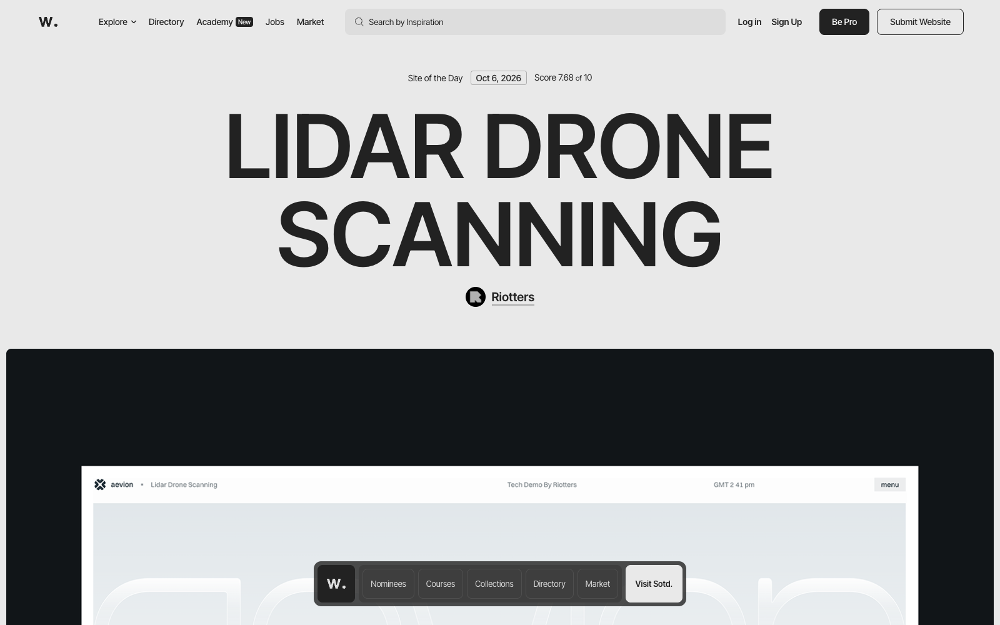 W.
Explore
Directory
Academy New
Jobs
Market
Search by Inspiration
Log in
Sign Up
Be Pro
Submit Website
Site of the Day
Oct 6, 2026
Score 7.68 of 10
LIDAR DRONE
SCANNING
Riotters
aevion • Lidar Drone Scanning
Tech Demo By Riotters
GMT 2 41 pm
menu
W.
Nominees
Courses
Collections
Directory
Market
Visit Sotd.